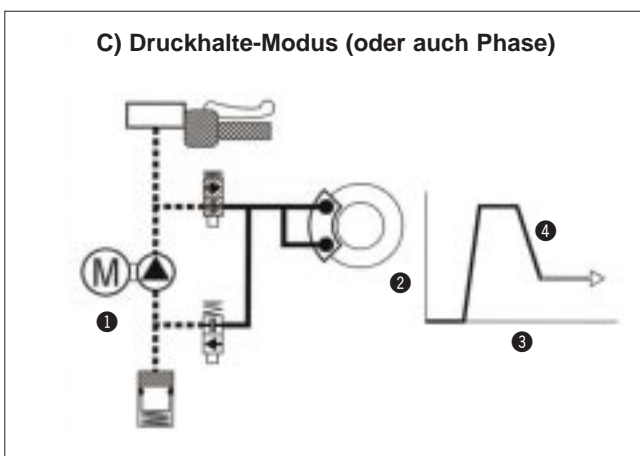 C) Druckhalte-Modus (oder auch Phase)
M
❶
❷
❸
❹